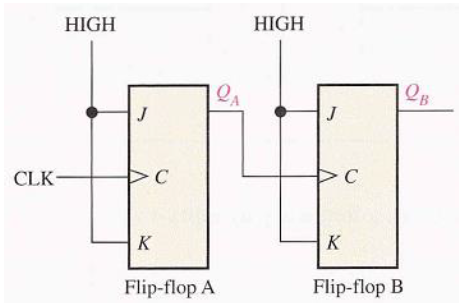 HIGH
HIGH
Q_A
Q_B
J
J
CLK
C
C
K
K
Flip-flop A
Flip-flop B